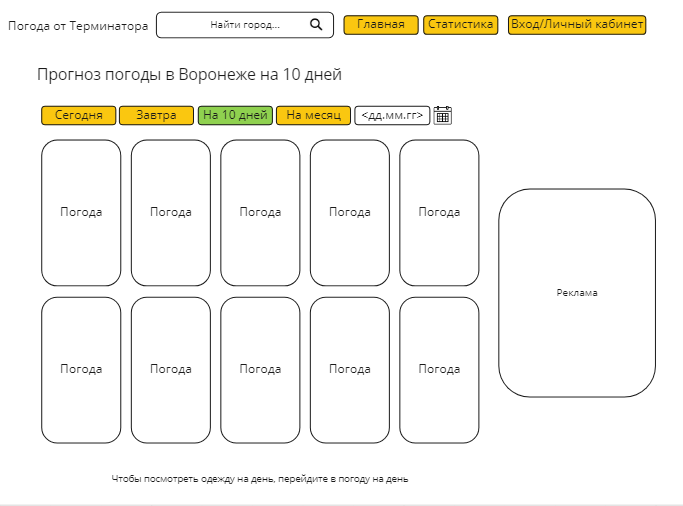 Погода от Терминатора
Найти город...
Главная
Статистика
Вход/Личный кабинет
Прогноз погоды в Воронеже на 10 дней
Сегодня
Завтра
На 10 дней
На месяц
<дд.мм.гг>
Погода
Погода
Погода
Погода
Погода
Реклама
Погода
Погода
Погода
Погода
Погода
Чтобы посмотреть одежду на день, перейдите в погоду на день